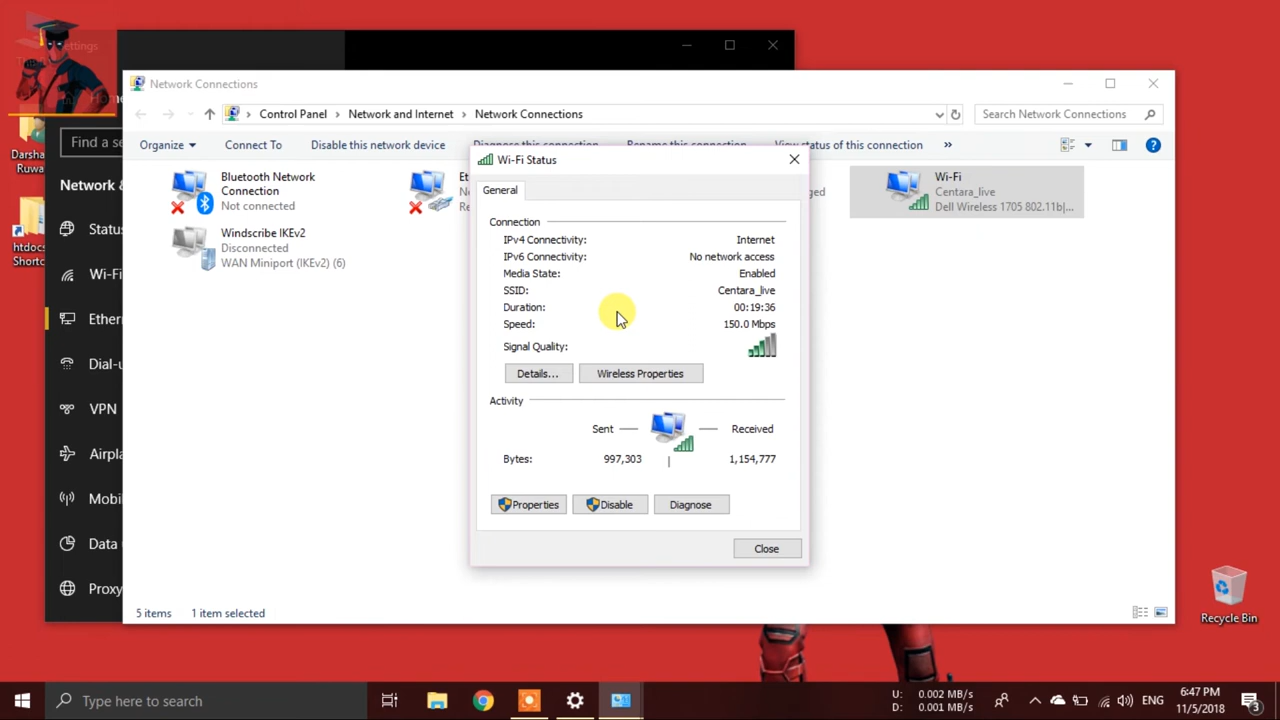 Settings
Network Connections
Control Panel > Network and Internet > Network Connections
Search Network Connections
Find a se
Organize
Connect To
Disable this network device
Diagnose this connection
Rename this connection
View status of this connection
»
Darsha
Ruwa
htdocs
Shortc
Network &
Status
Wi-Fi
Ethern
Dial-u
VPN
Airpla
Mobil
Data
Proxy
Bluetooth Network
Connection
Not connected
Windscribe IKEv2
Disconnected
WAN Miniport (IKEv2) (6)
Et
Ne
Re
Wi-Fi
Centara_live
Dell Wireless 1705 802.11b|...
Wi-Fi Status
General
Connection
IPv4 Connectivity: Internet
IPv6 Connectivity: No network access
Media State: Enabled
SSID: Centara_live
Duration: 00:19:36
Speed: 150.0 Mbps
Signal Quality:
Details...
Wireless Properties
Activity
Sent
Received
Bytes: 997,303 1,154,777
Properties
Disable
Diagnose
Close
5 items
1 item selected
Recycle Bin
Type here to search
U: 0.002 MB/s
D: 0.001 MB/s
ENG
6:47 PM
11/5/2018
3